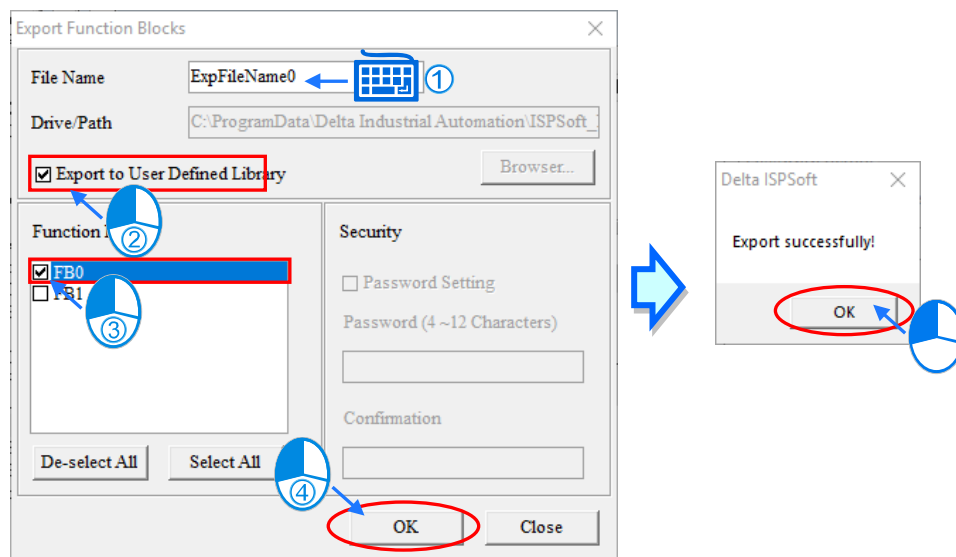 Export Function Blocks
File Name
ExpFileName0
①
Drive/Path
C:\ProgramData\Delta Industrial Automation\ISPSoft_
Export to User Defined Library
Browser...
②
Function
Security
FB0
FB1
③
Password Setting
Password (4 ~12 Characters)
Confirmation
De-select All
Select All
④
OK
Close
Delta ISPSoft
Export successfully!
OK